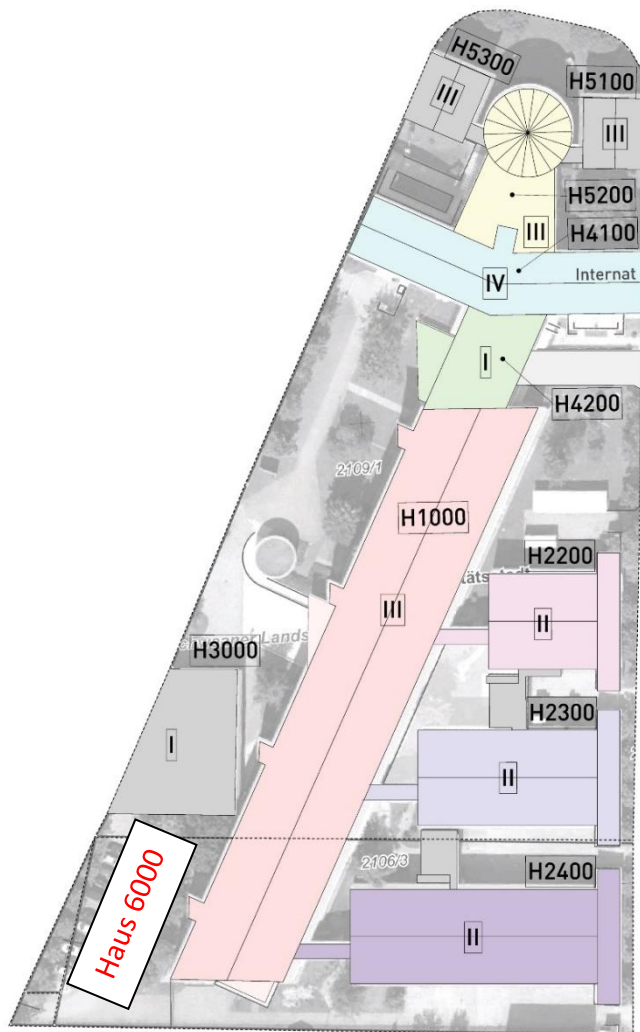 H5300
H5100
III
III
H5200
III
H4100
IV
Internat
I
H4200
2109/1
H1000
H2200
III
II
H3000
H2300
I
II
2106/3
H2400
Haus 6000
II